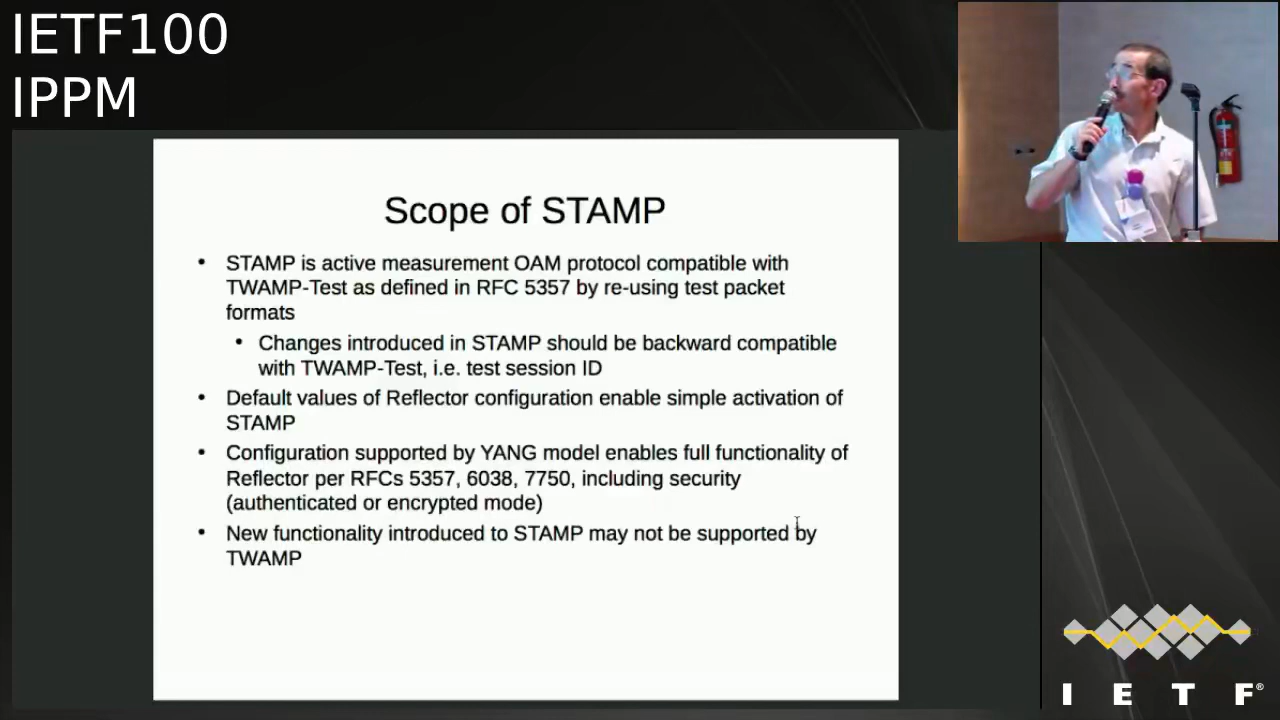 IETF100
IPPM
Scope of STAMP
• STAMP is active measurement OAM protocol compatible with
TWAMP-Test as defined in RFC 5357 by re-using test packet
formats
• Changes introduced in STAMP should be backward compatible
with TWAMP-Test, i.e. test session ID
• Default values of Reflector configuration enable simple activation of
STAMP
• Configuration supported by YANG model enables full functionality of
Reflector per RFCs 5357, 6038, 7750, including security
(authenticated or encrypted mode)
• New functionality introduced to STAMP may not be supported by
TWAMP
I E T F®